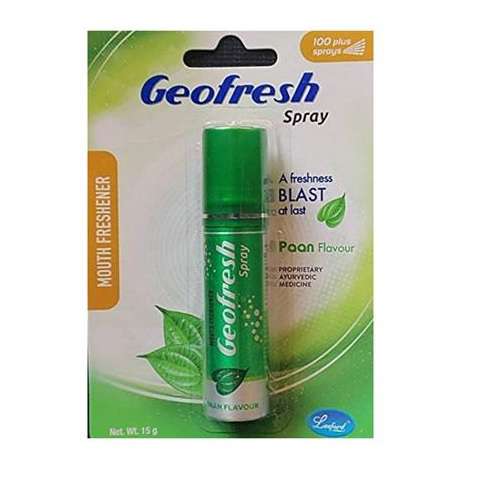 100 plus
sprays
Geofresh
Spray
A freshness
BLAST
at last
Paan Flavour
PROPRIETARY
AYURVEDIC
MEDICINE
MOUTH FRESHENER
Geofresh
Spray
PAAN FLAVOUR
Net. Wt. 15 g
Leeford